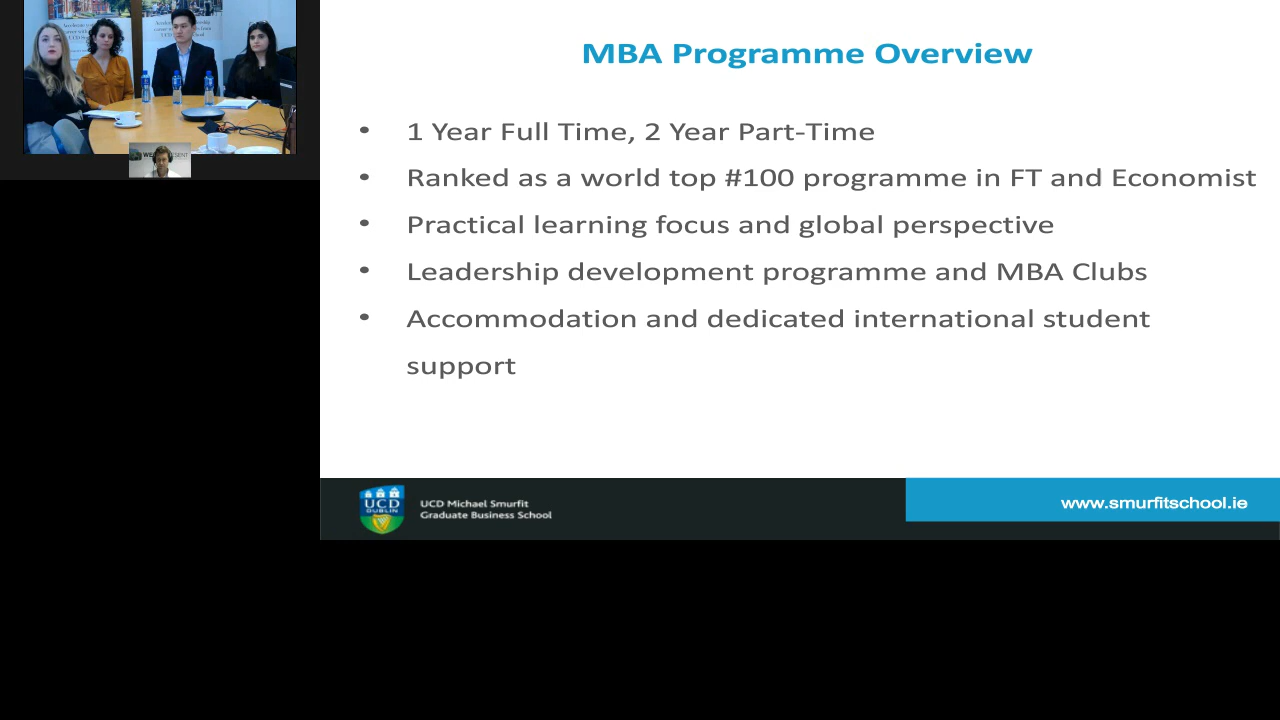 MBA Programme Overview
• 1 Year Full Time, 2 Year Part-Time
• Ranked as a world top #100 programme in FT and Economist
• Practical learning focus and global perspective
• Leadership development programme and MBA Clubs
• Accommodation and dedicated international student
support
UCD
DUBLIN
UCD Michael Smurfit
Graduate Business School
www.smurfitschool.ie